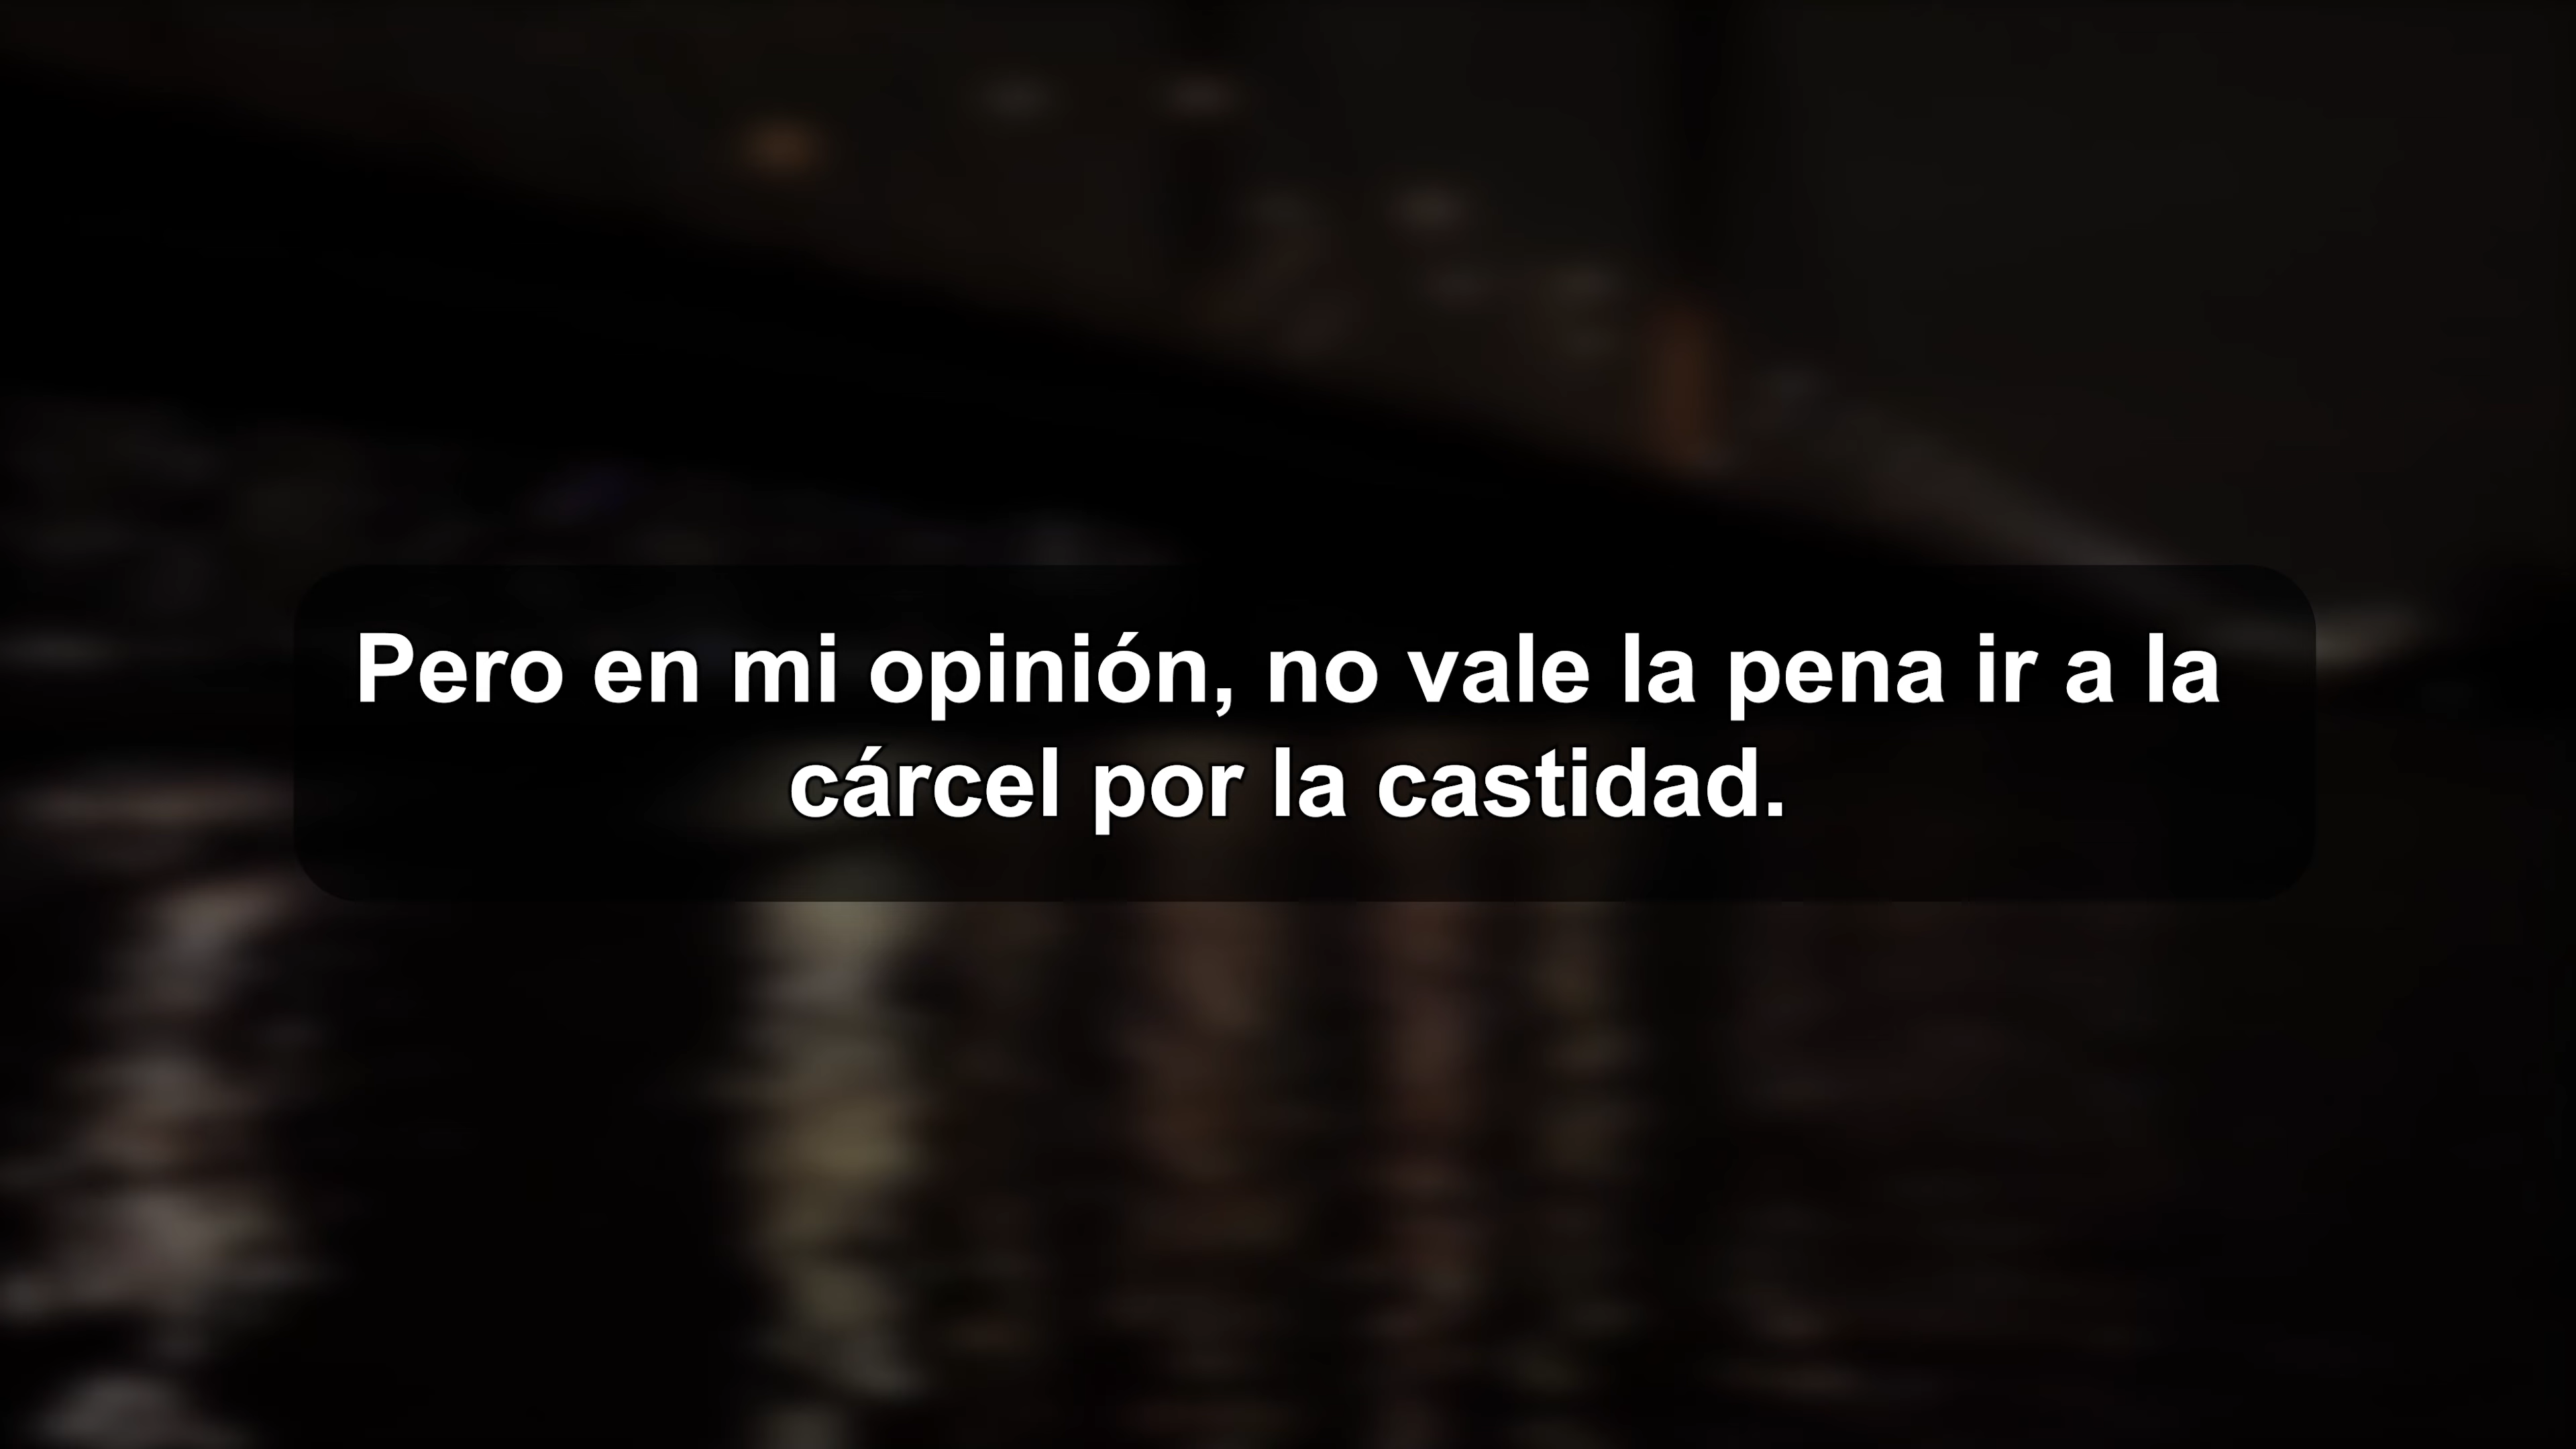 Pero en mi opinión, no vale la pena ir a la
cárcel por la castidad.